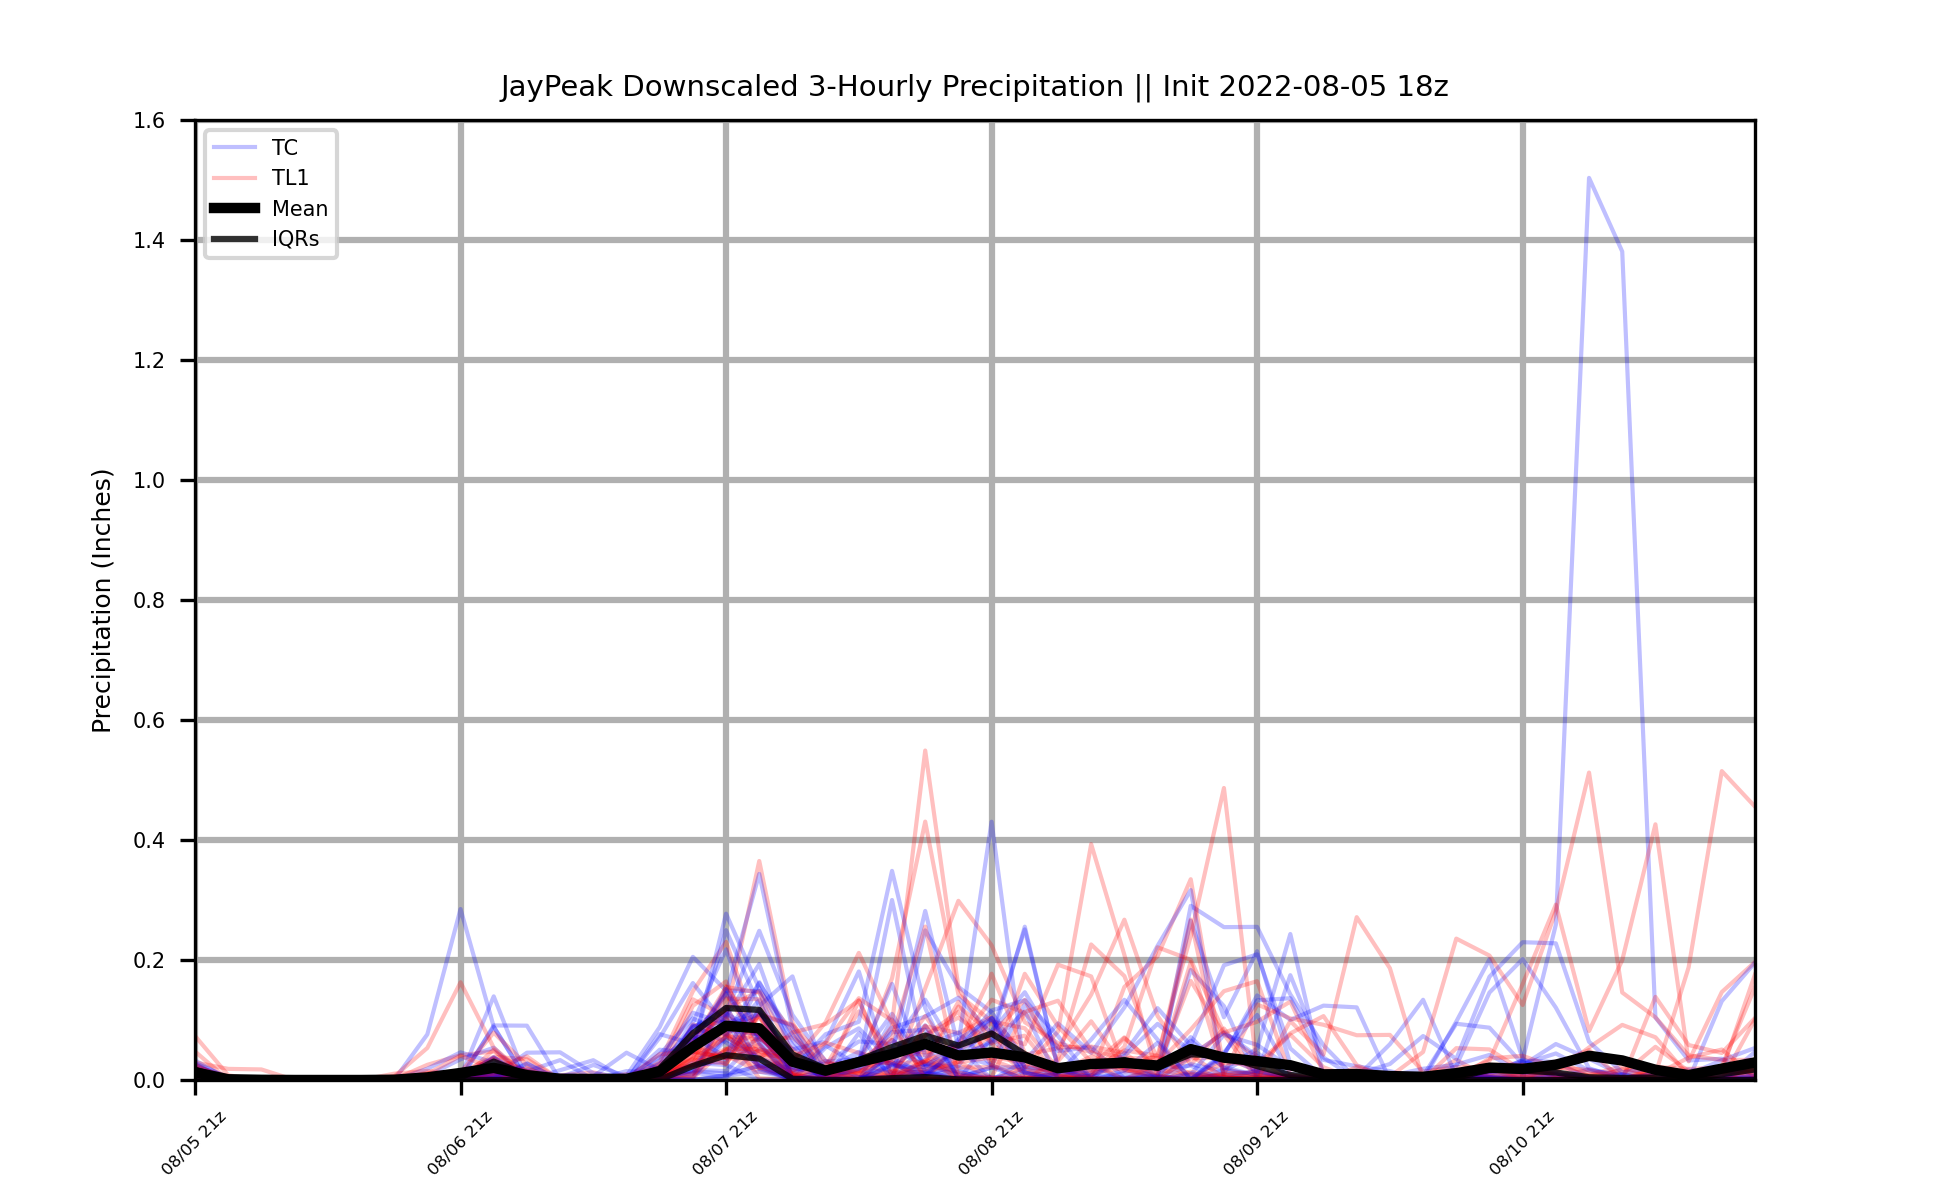 JayPeak Downscaled 3-Hourly Precipitation || Init 2022-08-05 18z
TC
TL1
Mean
IQRs
Precipitation (Inches)
1.6
1.4
1.2
1.0
0.8
0.6
0.4
0.2
0.0
08/05 21z
08/06 21z
08/07 21z
08/08 21z
08/09 21z
08/10 21z